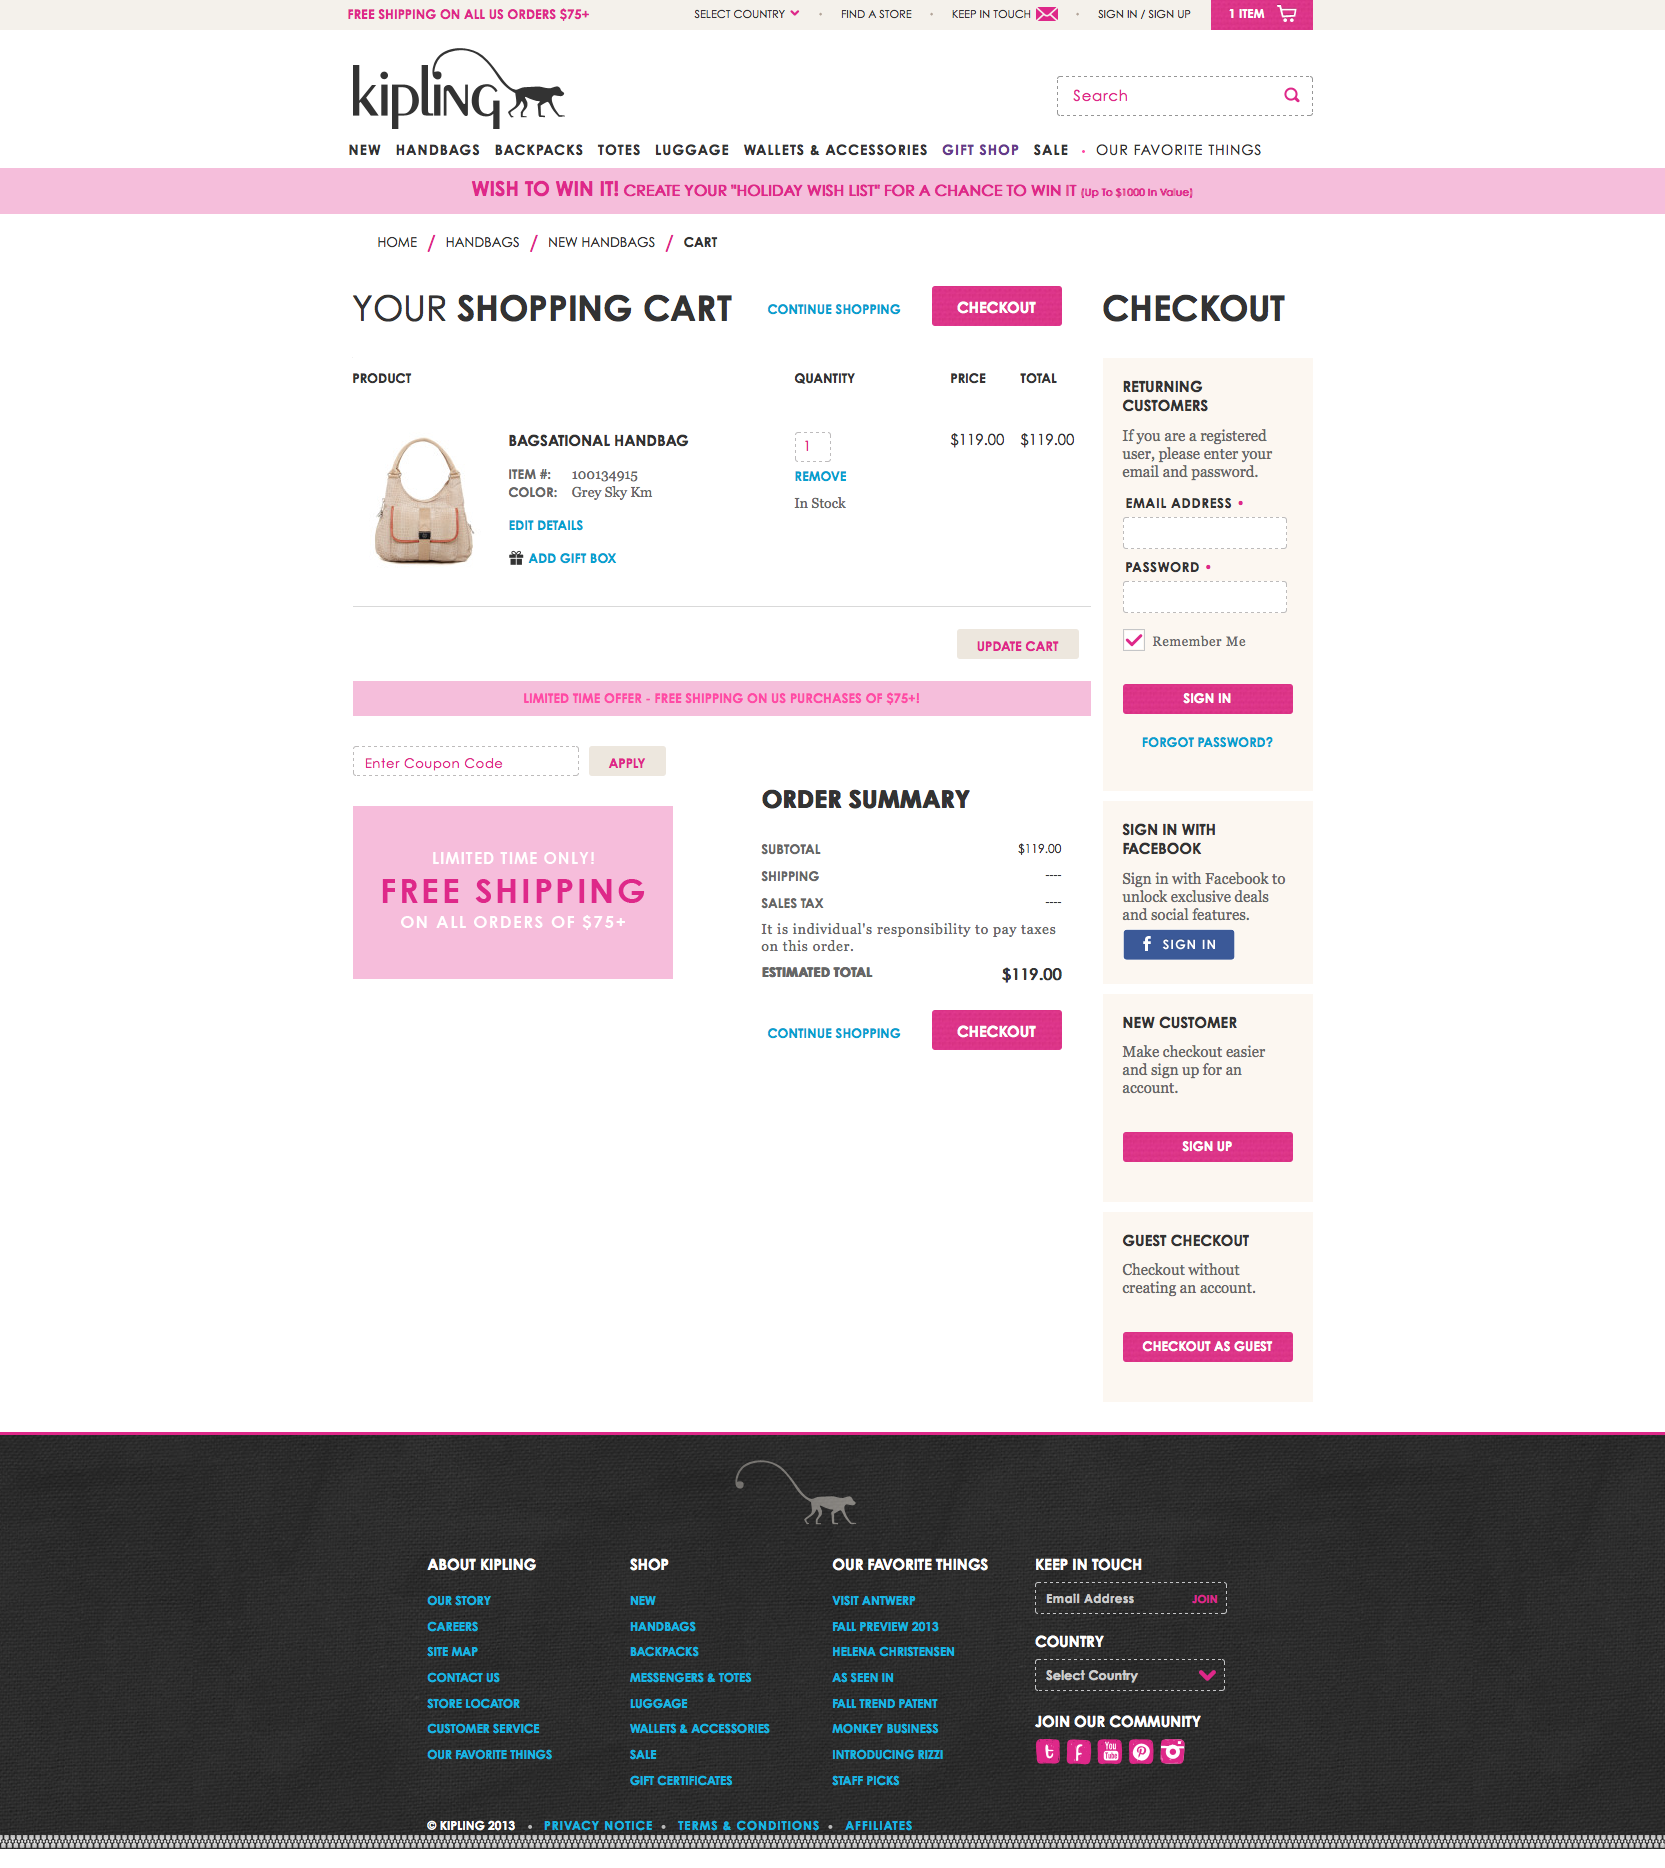 FREE SHIPPING ON ALL US ORDERS $75+
SELECT COUNTRY • FIND A STORE • KEEP IN TOUCH • SIGN IN / SIGN UP
1 ITEM
kipling
Search
NEW HANDBAGS BACKPACKS TOTES LUGGAGE WALLETS & ACCESSORIES GIFT SHOP SALE • OUR FAVORITE THINGS
WISH TO WIN IT! CREATE YOUR "HOLIDAY WISH LIST" FOR A CHANCE TO WIN IT (Up To $1000 In Value)
HOME / HANDBAGS / NEW HANDBAGS / CART
YOUR SHOPPING CART
CONTINUE SHOPPING
CHECKOUT
PRODUCT QUANTITY PRICE TOTAL
BAGSATIONAL HANDBAG
ITEM #: 100134915
COLOR: Grey Sky Km
EDIT DETAILS
ADD GIFT BOX
1
REMOVE
In Stock
$119.00 $119.00
UPDATE CART
LIMITED TIME OFFER - FREE SHIPPING ON US PURCHASES OF $75+!
Enter Coupon Code
APPLY
LIMITED TIME ONLY!
FREE SHIPPING
ON ALL ORDERS OF $75+
ORDER SUMMARY
SUBTOTAL $119.00
SHIPPING ----
SALES TAX ----
It is individual's responsibility to pay taxes
on this order.
ESTIMATED TOTAL $119.00
CONTINUE SHOPPING
CHECKOUT
CHECKOUT
RETURNING
CUSTOMERS
If you are a registered
user, please enter your
email and password.
EMAIL ADDRESS •
PASSWORD •
Remember Me
SIGN IN
FORGOT PASSWORD?
SIGN IN WITH
FACEBOOK
Sign in with Facebook to
unlock exclusive deals
and social features.
f SIGN IN
NEW CUSTOMER
Make checkout easier
and sign up for an
account.
SIGN UP
GUEST CHECKOUT
Checkout without
creating an account.
CHECKOUT AS GUEST
ABOUT KIPLING
OUR STORY
CAREERS
SITE MAP
CONTACT US
STORE LOCATOR
CUSTOMER SERVICE
OUR FAVORITE THINGS
SHOP
NEW
HANDBAGS
BACKPACKS
MESSENGERS & TOTES
LUGGAGE
WALLETS & ACCESSORIES
SALE
GIFT CERTIFICATES
OUR FAVORITE THINGS
VISIT ANTWERP
FALL PREVIEW 2013
HELENA CHRISTENSEN
AS SEEN IN
FALL TREND PATENT
MONKEY BUSINESS
INTRODUCING RIZZI
STAFF PICKS
KEEP IN TOUCH
Email Address JOIN
COUNTRY
Select Country
JOIN OUR COMMUNITY
t f You Tube
© KIPLING 2013 • PRIVACY NOTICE • TERMS & CONDITIONS • AFFILIATES